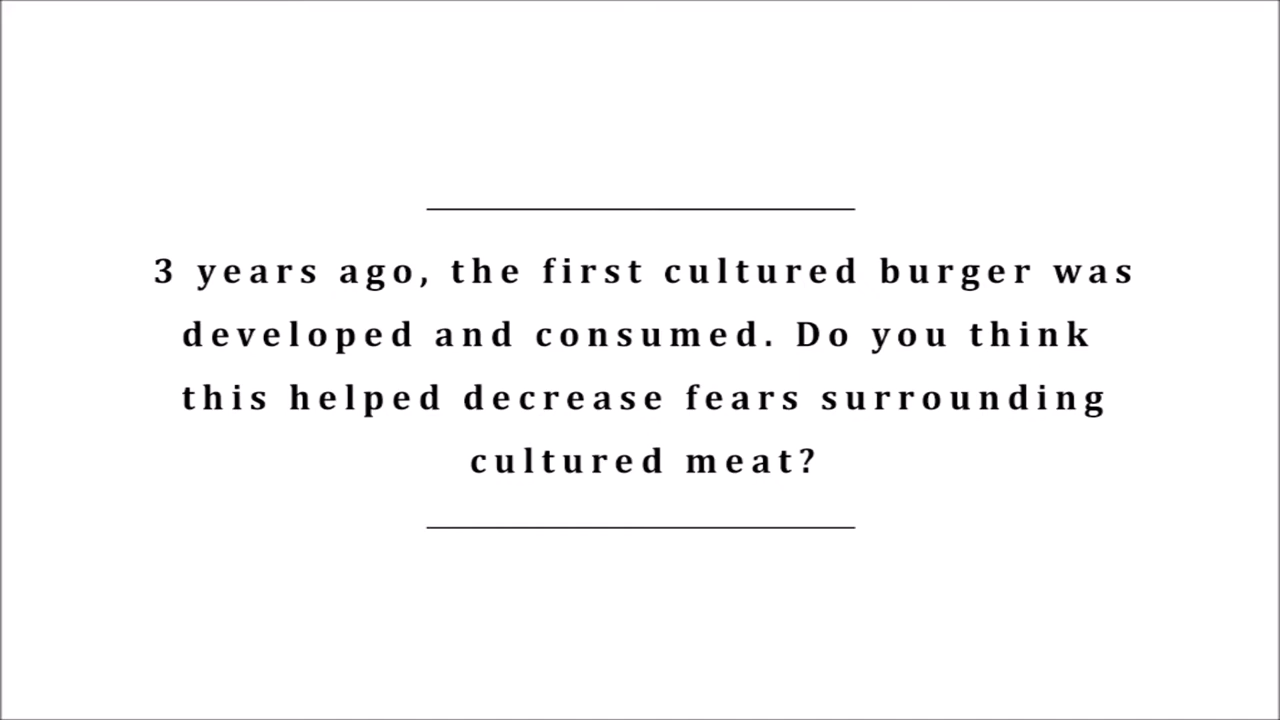 3 years ago, the first cultured burger was
developed and consumed. Do you think
this helped decrease fears surrounding
cultured meat?